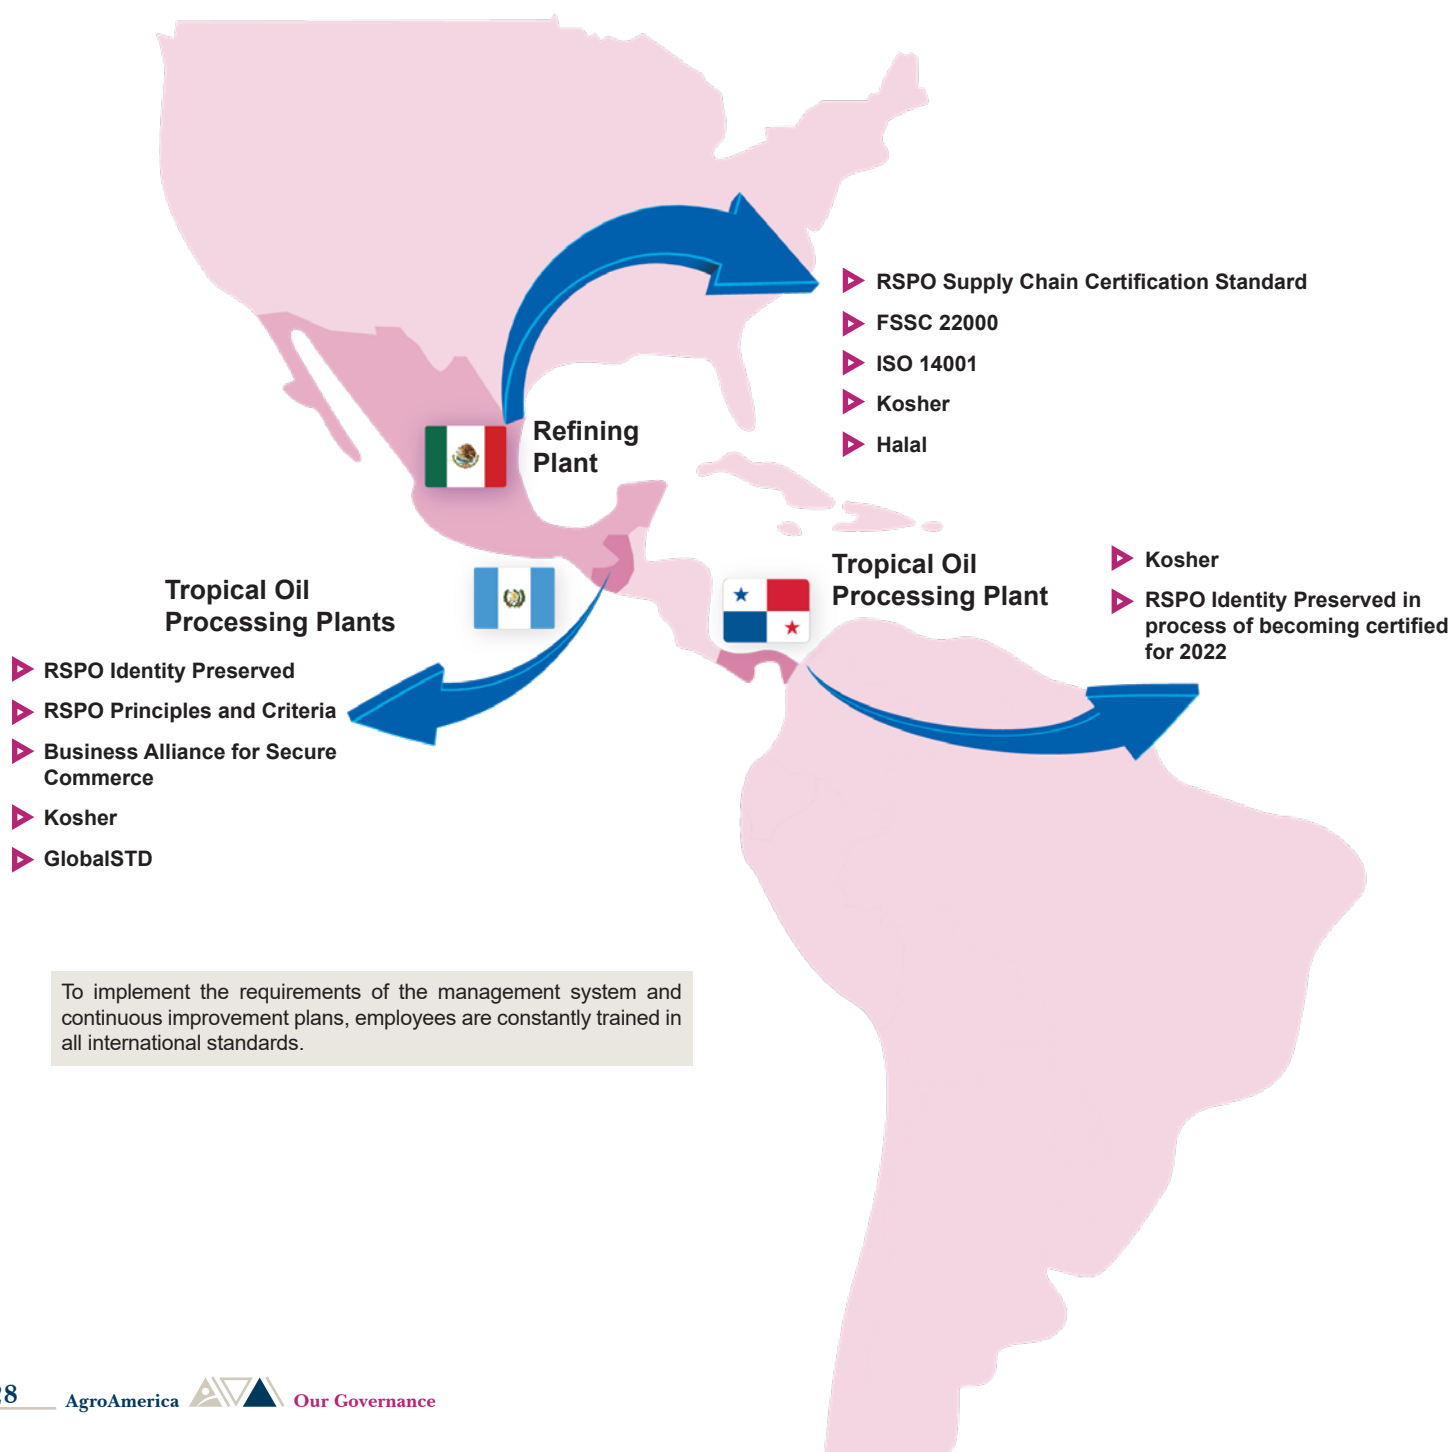 RSPO Supply Chain Certification Standard
FSSC 22000
ISO 14001
Kosher
Halal
Refining
Plant
Tropical Oil
Processing Plant
Kosher
RSPO Identity Preserved in
process of becoming certified
for 2022
Tropical Oil
Processing Plants
RSPO Identity Preserved
RSPO Principles and Criteria
Business Alliance for Secure
Commerce
Kosher
GlobalSTD
To implement the requirements of the management system and
continuous improvement plans, employees are constantly trained in
all international standards.
28 AgroAmerica Our Governance